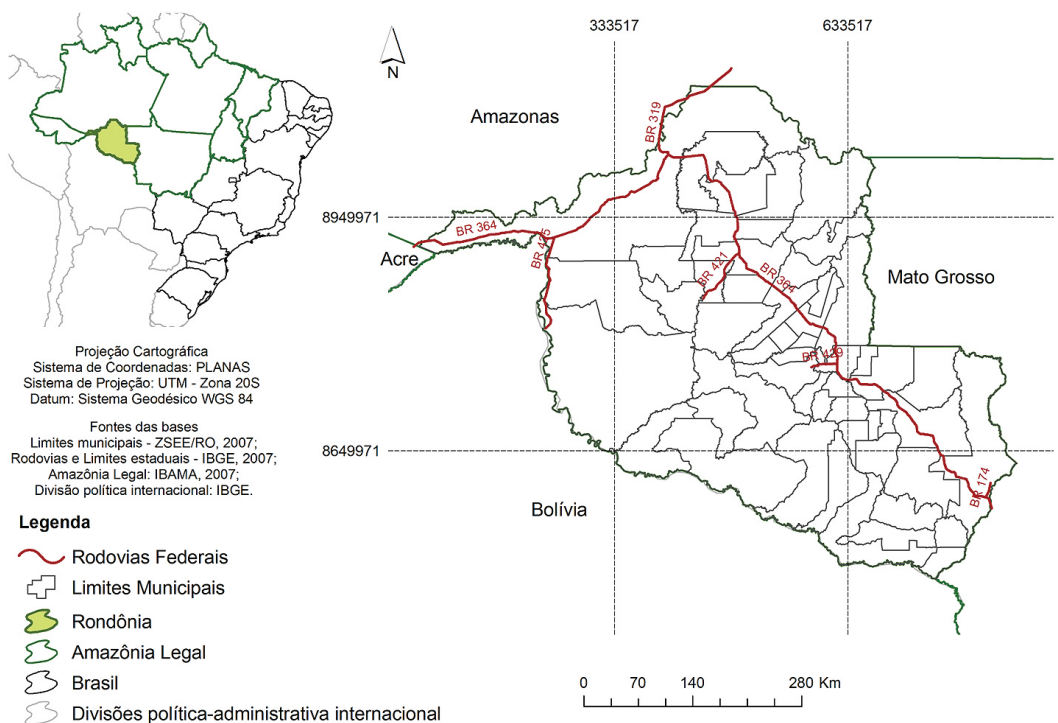 333517
633517
N
Amazonas
BR 319
8949971
BR 364
BR 425
Acre
BR 421
BR 364
Mato Grosso
BR 429
8649971
BR 174
Bolívia
Projeção Cartográfica
Sistema de Coordenadas: PLANAS
Sistema de Projeção: UTM - Zona 20S
Datum: Sistema Geodésico WGS 84
Fontes das bases
Limites municipais - ZSEE/RO, 2007;
Rodovias e Limites estaduais - IBGE, 2007;
Amazônia Legal: IBAMA, 2007;
Divisão política internacional: IBGE.
Legenda
Rodovias Federais
Limites Municipais
Rondônia
Amazônia Legal
Brasil
Divisões política-administrativa internacional
0 70 140 280 Km